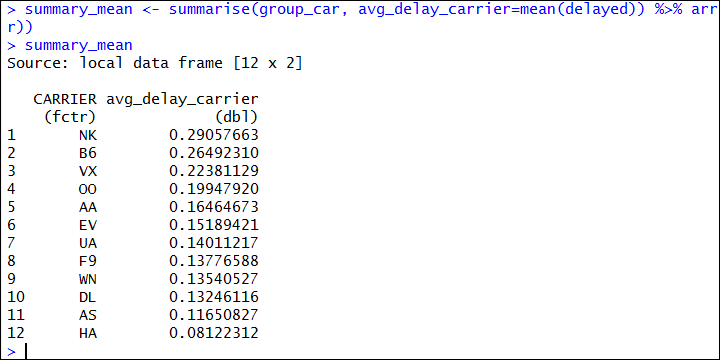 > summary_mean <- summarise(group_car, avg_delay_carrier=mean(delayed)) %>% arr
r))
> summary_mean
Source: local data frame [12 x 2]
CARRIER avg_delay_carrier
(fctr) (dbl)
1 NK 0.29057663
2 B6 0.26492310
3 VX 0.22381129
4 OO 0.19947920
5 AA 0.16464673
6 EV 0.15189421
7 UA 0.14011217
8 F9 0.13776588
9 WN 0.13540527
10 DL 0.13246116
11 AS 0.11650827
12 HA 0.08122312
>